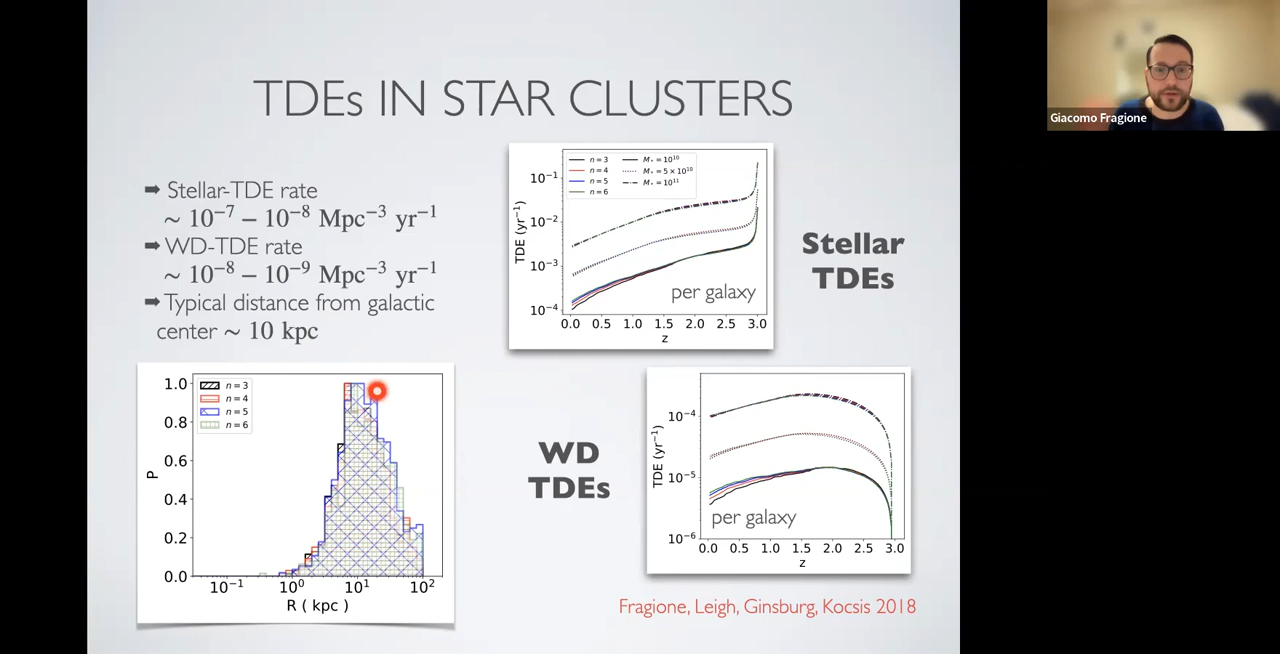 TDEs IN STAR CLUSTERS
Giacomo Fragione
➡ Stellar-TDE rate
~ 10⁻⁷ – 10⁻⁸ Mpc⁻³ yr⁻¹
➡ WD-TDE rate
~ 10⁻⁸ – 10⁻⁹ Mpc⁻³ yr⁻¹
➡ Typical distance from galactic
center ~ 10 kpc
n = 3
n = 4
n = 5
n = 6
M* = 10¹⁰
M* = 5 × 10¹⁰
M* = 10¹¹
10⁻¹
10⁻²
10⁻³
10⁻⁴
TDE (yr⁻¹)
per galaxy
0.0 0.5 1.0 1.5 2.0 2.5 3.0
z
Stellar
TDEs
n = 3
n = 4
n = 5
n = 6
1.0
0.8
0.6
0.4
0.2
0.0
P
10⁻¹ 10⁰ 10¹ 10²
R ( kpc )
WD
TDEs
10⁻⁴
10⁻⁵
10⁻⁶
TDE (yr⁻¹)
per galaxy
0.0 0.5 1.0 1.5 2.0 2.5 3.0
z
Fragione, Leigh, Ginsburg, Kocsis 2018